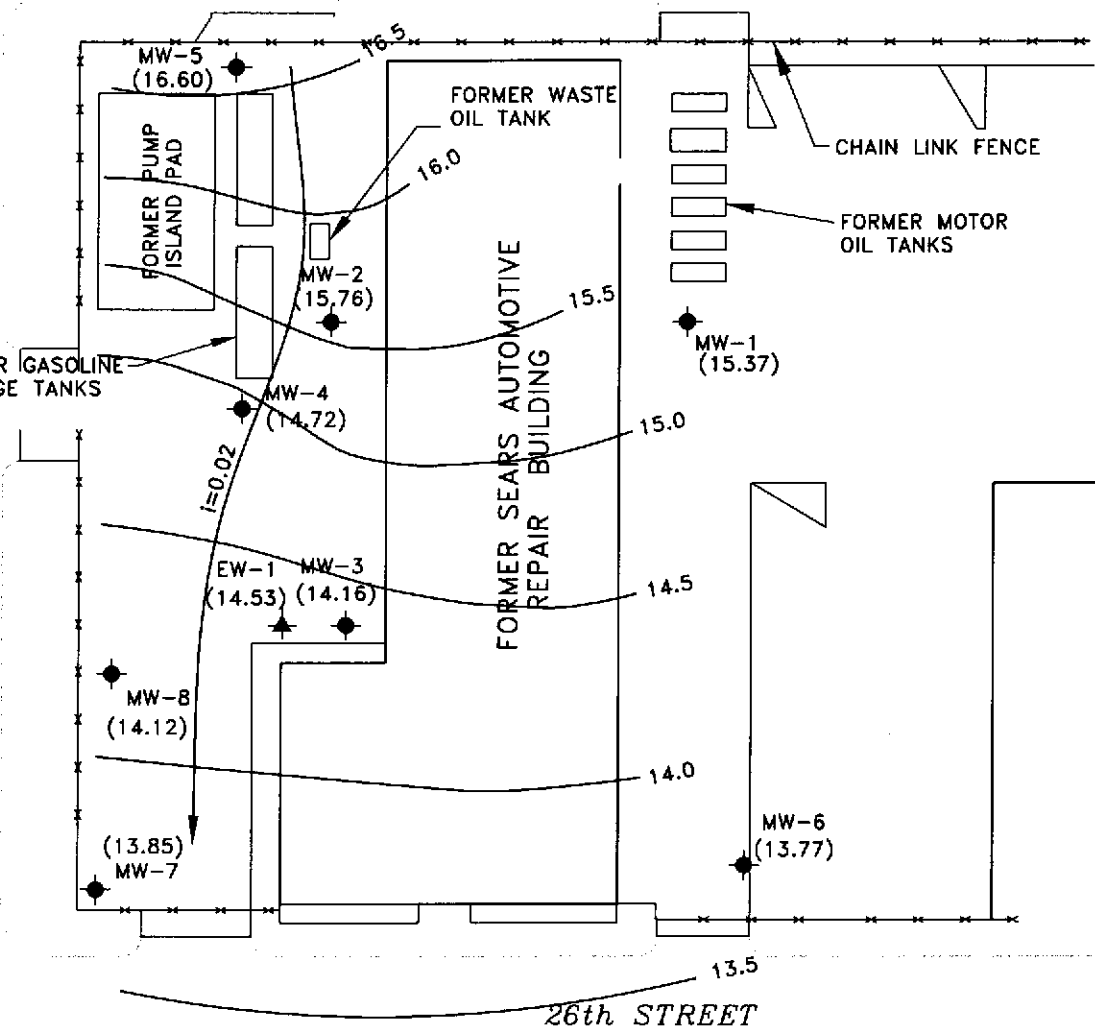 16.5
MW-5
(16.60)
FORMER WASTE
OIL TANK
CHAIN LINK FENCE
16.0
FORMER PUMP
ISLAND PAD
FORMER MOTOR
OIL TANKS
MW-2
(15.76)
15.5
MW-1
(15.37)
R GASOLINE
GE TANKS
MW-4
(14.72)
15.0
i=0.02
FORMER SEARS AUTOMOTIVE
REPAIR BUILDING
EW-1
(14.53)
MW-3
(14.16)
14.5
MW-8
(14.12)
14.0
(13.85)
MW-7
MW-6
(13.77)
13.5
26th STREET